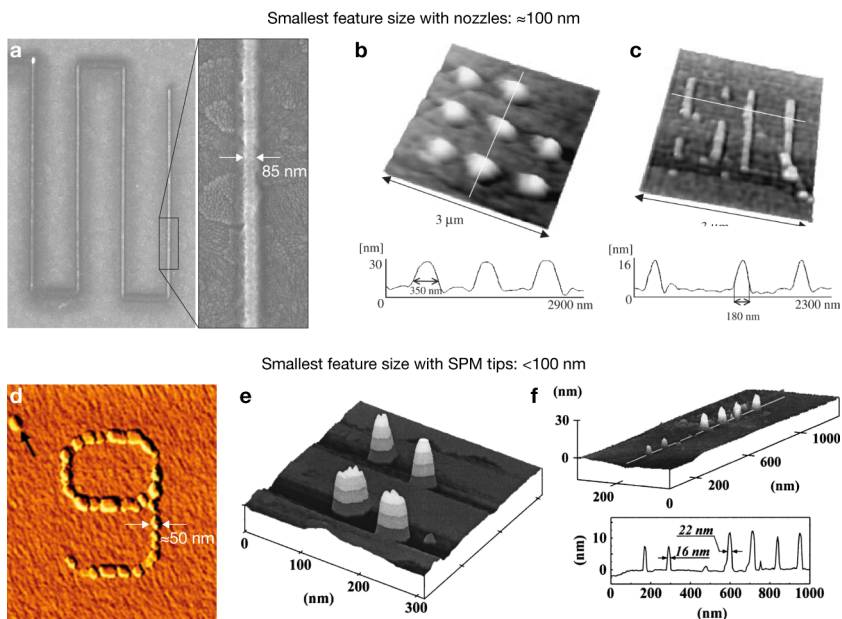 Smallest feature size with nozzles: ≈100 nm
a
85 nm
b
3 μm
[nm]
30
350 nm
0
2900 nm
c
[nm]
16
0
2300 nm
180 nm
Smallest feature size with SPM tips: <100 nm
d
≈50 nm
e
0
100
200
300
(nm)
f
(nm)
30
0
200
0
200
600
1000
(nm)
(nm)
10
0
22 nm
16 nm
0 200 400 600 800 1000
(nm)